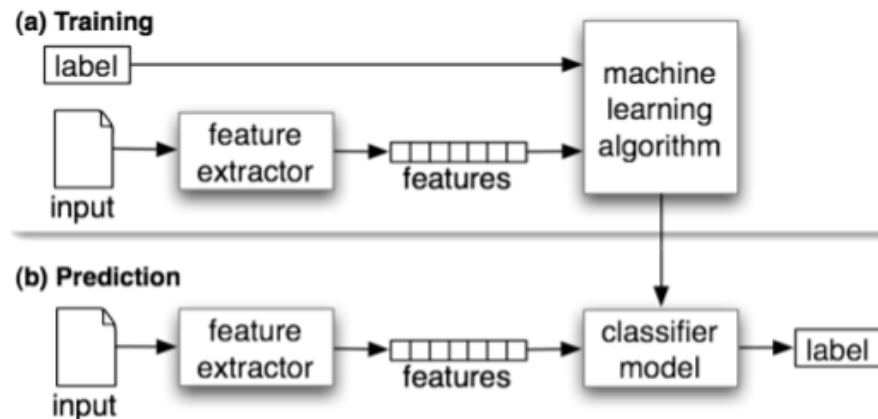 (a) Training
label
machine
learning
algorithm
feature
extractor
features
input
(b) Prediction
feature
extractor
features
classifier
model
label
input